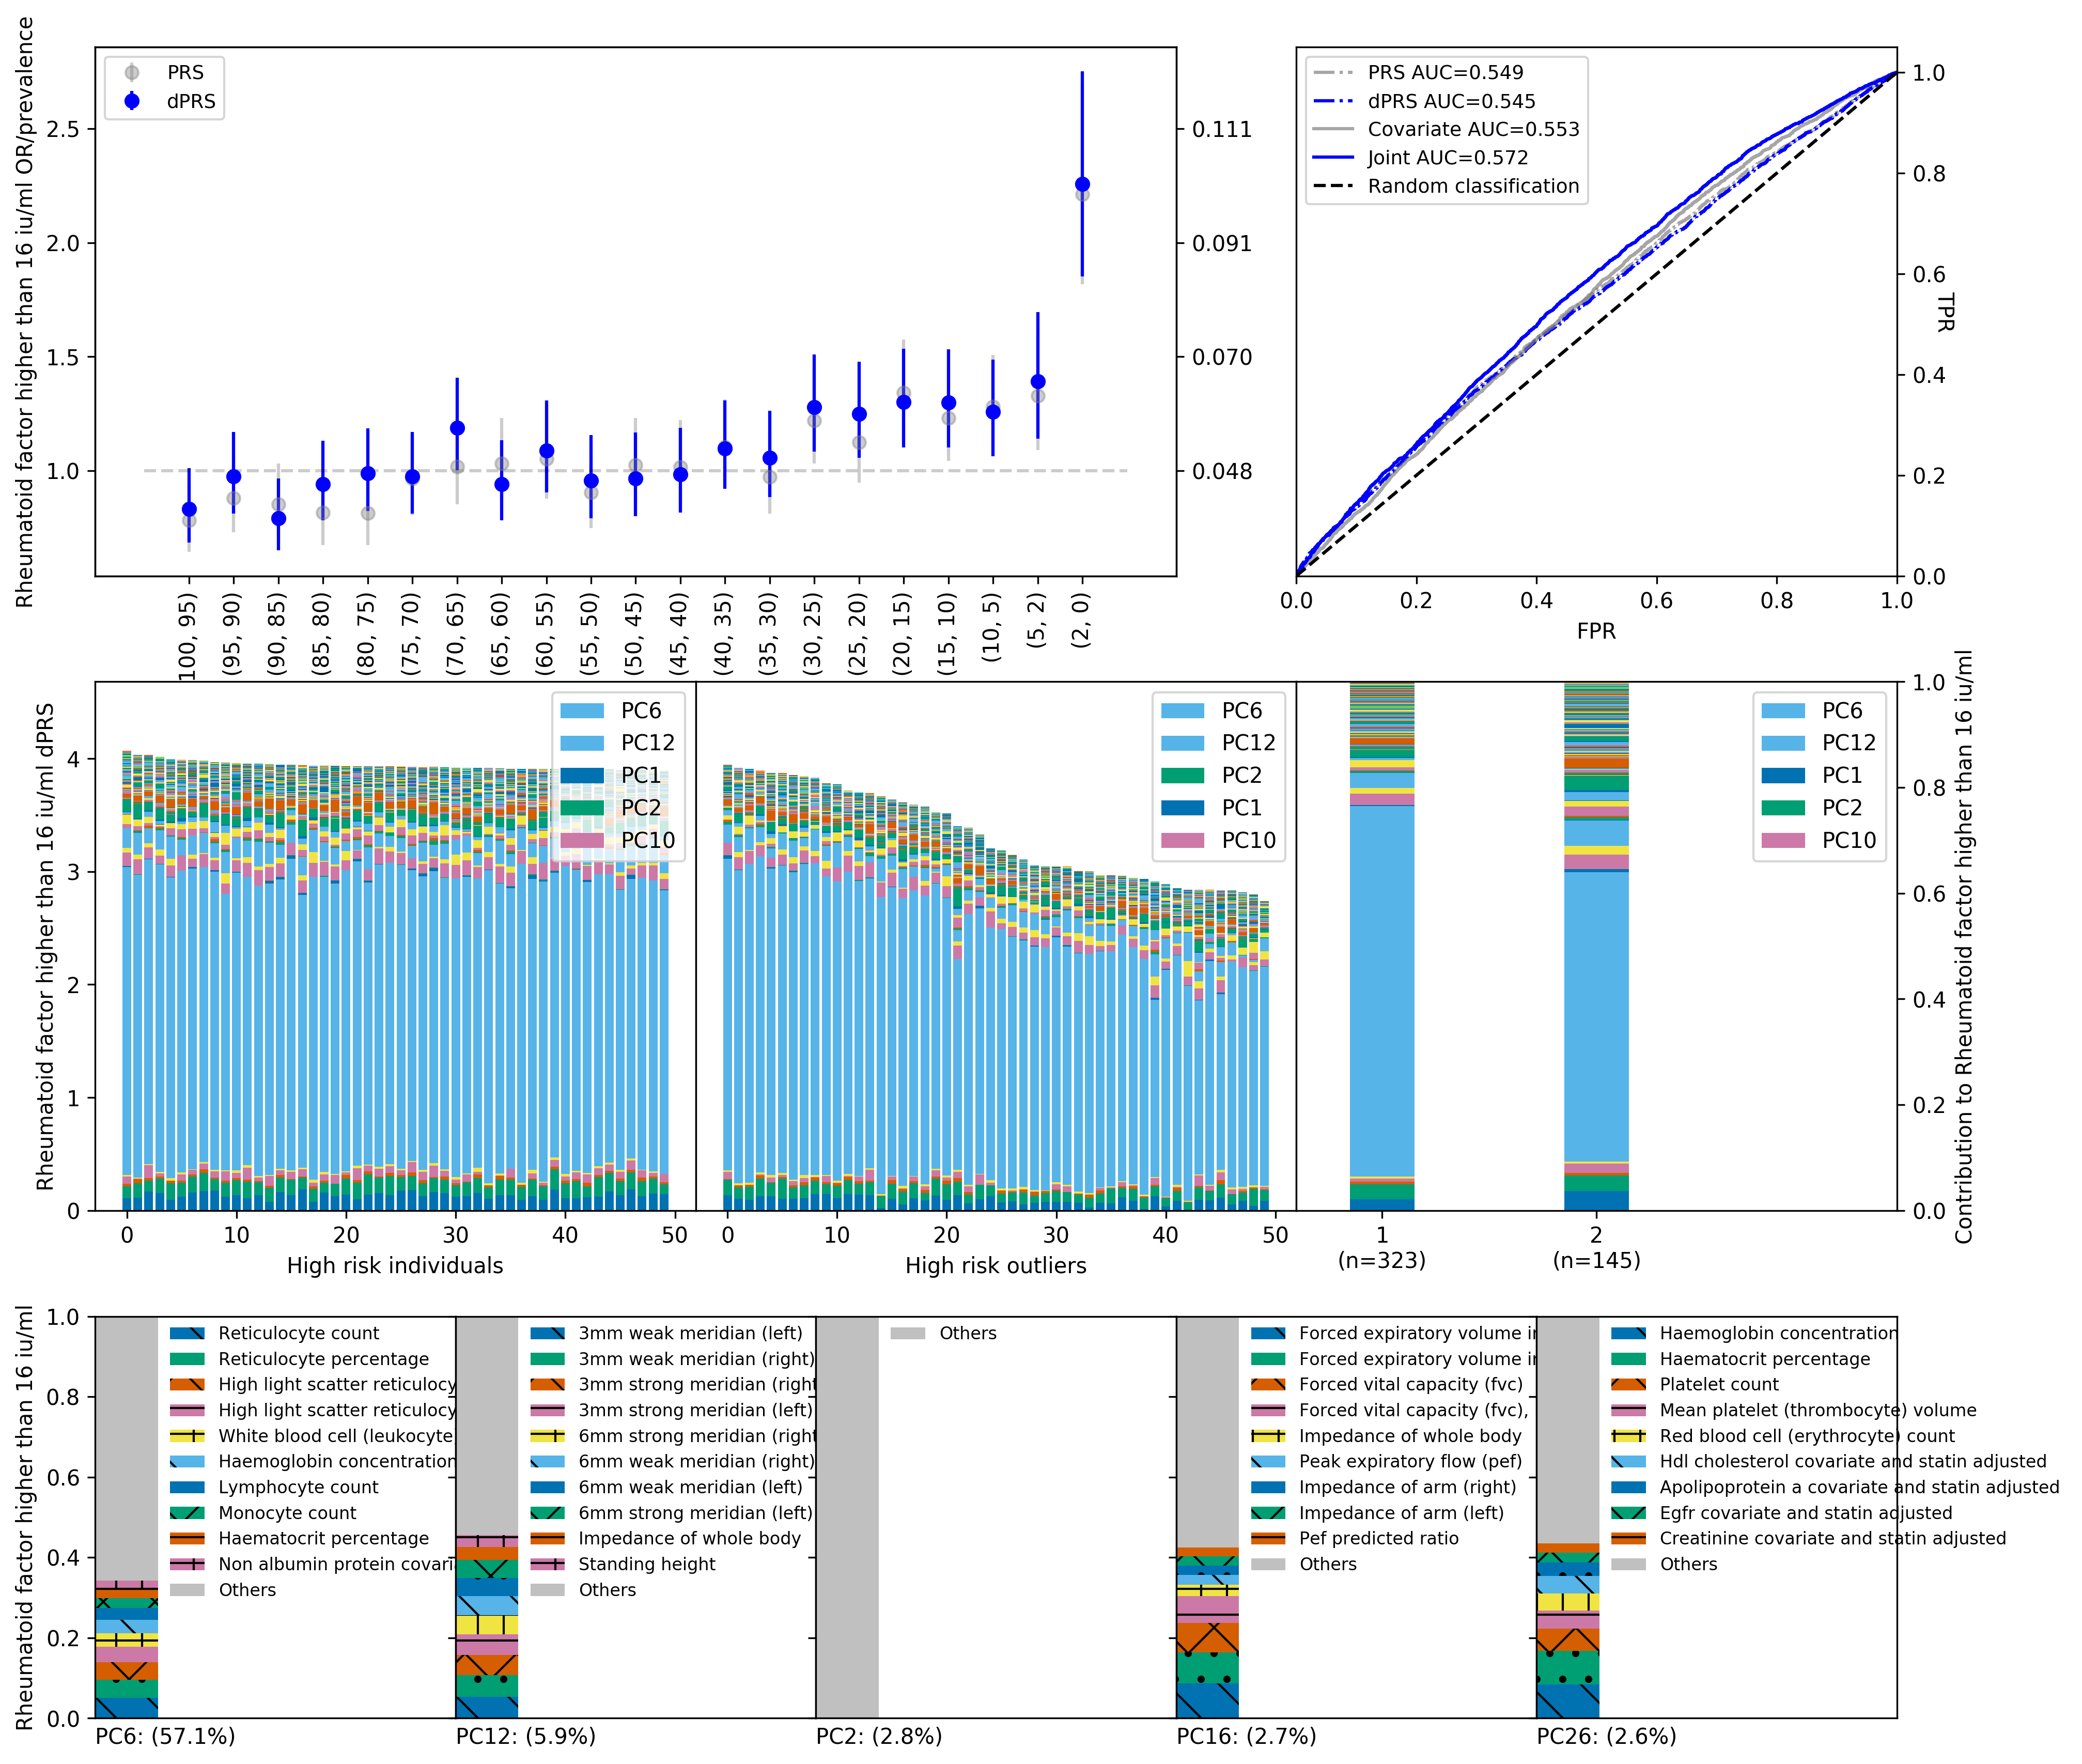 Rheumatoid factor higher than 16 iu/ml OR/prevalence
PRS
dPRS
2.5
2.0
1.5
1.0
0.111
0.091
0.070
0.048
100, 95)
(95, 90)
(90, 85)
(85, 80)
(80, 75)
(75, 70)
(70, 65)
(65, 60)
(60, 55)
(55, 50)
(50, 45)
(45, 40)
(40, 35)
(35, 30)
(30, 25)
(25, 20)
(20, 15)
(15, 10)
(10, 5)
(5, 2)
(2, 0)
PRS AUC=0.549
dPRS AUC=0.545
Covariate AUC=0.553
Joint AUC=0.572
Random classification
1.0
0.8
0.6
0.4
0.2
0.0
TPR
0.0 0.2 0.4 0.6 0.8 1.0
FPR
Rheumatoid factor higher than 16 iu/ml dPRS
4
3
2
1
0
PC6
PC12
PC1
PC2
PC10
0 10 20 30 40 50
High risk individuals
PC6
PC12
PC2
PC1
PC10
0 10 20 30 40 50
High risk outliers
PC6
PC12
PC1
PC2
PC10
1
(n=323)
2
(n=145)
1.0
0.8
0.6
0.4
0.2
0.0
Contribution to Rheumatoid factor higher than 16 iu/ml
Rheumatoid factor higher than 16 iu/ml
1.0
0.8
0.6
0.4
0.2
0.0
Reticulocyte count
Reticulocyte percentage
High light scatter reticulocy
High light scatter reticulocy
White blood cell (leukocyte
Haemoglobin concentration
Lymphocyte count
Monocyte count
Haematocrit percentage
Non albumin protein covari
Others
PC6: (57.1%)
3mm weak meridian (left)
3mm weak meridian (right)
3mm strong meridian (right
3mm strong meridian (left)
6mm strong meridian (right
6mm weak meridian (right)
6mm weak meridian (left)
6mm strong meridian (left)
Impedance of whole body
Standing height
Others
PC12: (5.9%)
Others
PC2: (2.8%)
Forced expiratory volume i
Forced expiratory volume i
Forced vital capacity (fvc)
Forced vital capacity (fvc),
Impedance of whole body
Peak expiratory flow (pef)
Impedance of arm (right)
Impedance of arm (left)
Pef predicted ratio
Others
PC16: (2.7%)
Haemoglobin concentration
Haematocrit percentage
Platelet count
Mean platelet (thrombocyte) volume
Red blood cell (erythrocyte) count
Hdl cholesterol covariate and statin adjusted
Apolipoprotein a covariate and statin adjusted
Egfr covariate and statin adjusted
Creatinine covariate and statin adjusted
Others
PC26: (2.6%)